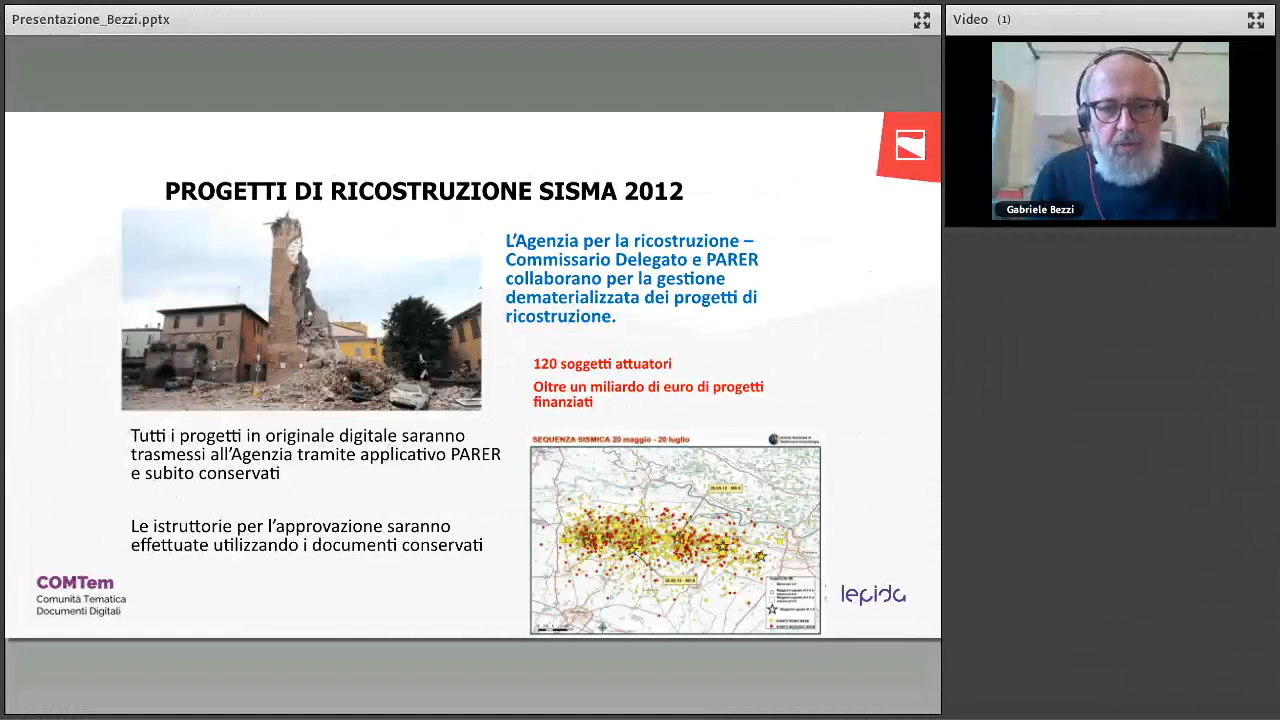 Presentazione_Bezzi.pptx
Video (1)
Gabriele Bezzi
PROGETTI DI RICOSTRUZIONE SISMA 2012
L'Agenzia per la ricostruzione –
Commissario Delegato e PARER
collaborano per la gestione
dematerializzata dei progetti di
ricostruzione.
120 soggetti attuatori
Oltre un miliardo di euro di progetti
finanziati
Tutti i progetti in originale digitale saranno
trasmessi all'Agenzia tramite applicativo PARER
e subito conservati
Le istruttorie per l'approvazione saranno
effettuate utilizzando i documenti conservati
SEQUENZA SISMICA 20 maggio - 20 luglio
COMTem
Comunità Tematica
Documenti Digitali
lepida